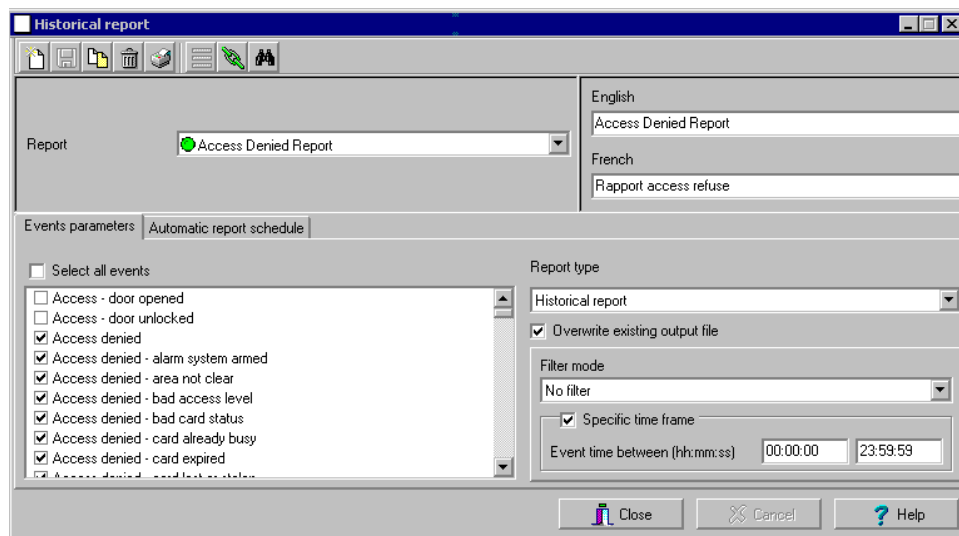 Historical report
English
Access Denied Report
Report
Access Denied Report
French
Rapport access refuse
Events parameters
Automatic report schedule
Select all events
Access - door opened
Access - door unlocked
Access denied
Access denied - alarm system armed
Access denied - area not clear
Access denied - bad access level
Access denied - bad card status
Access denied - card already busy
Access denied - card expired
Report type
Historical report
Overwrite existing output file
Filter mode
No filter
Specific time frame
Event time between (hh:mm:ss) 00:00:00 23:59:59
Close
Cancel
? Help